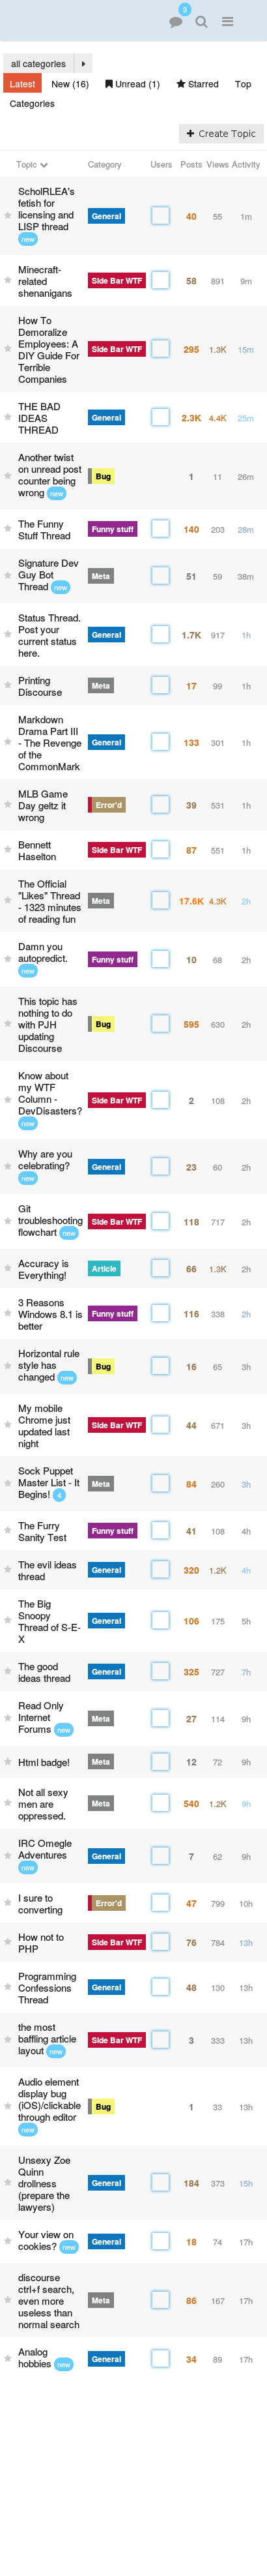 3
all categories
Latest New (16) Unread (1) Starred Top
Categories
Create Topic
Topic Category Users Posts Views Activity
ScholRLEA's
fetish for
licensing and
LISP thread
new
General 40 55 1m
Minecraft-
related
shenanigans
Side Bar WTF 58 891 9m
How To
Demoralize
Employees: A
DIY Guide For
Terrible
Companies
Side Bar WTF 295 1.3K 15m
THE BAD
IDEAS
THREAD
General 2.3K 4.4K 25m
Another twist
on unread post
counter being
wrong new
Bug 1 11 26m
The Funny
Stuff Thread
Funny stuff 140 203 28m
Signature Dev
Guy Bot
Thread new
Meta 51 59 38m
Status Thread.
Post your
current status
here.
General 1.7K 917 1h
Printing
Discourse
Meta 17 99 1h
Markdown
Drama Part III
- The Revenge
of the
CommonMark
General 133 301 1h
MLB Game
Day geltz it
wrong
Error'd 39 531 1h
Bennett
Haselton
Side Bar WTF 87 551 1h
The Official
"Likes" Thread
- 1323 minutes
of reading fun
Meta 17.6K 4.3K 2h
Damn you
autopredict.
new
Funny stuff 10 68 2h
This topic has
nothing to do
with PJH
updating
Discourse
Bug 595 630 2h
Know about
my WTF
Column -
DevDisasters?
new
Side Bar WTF 2 108 2h
Why are you
celebrating?
new
General 23 60 2h
Git
troubleshooting
flowchart new
Side Bar WTF 118 717 2h
Accuracy is
Everything!
Article 66 1.3K 2h
3 Reasons
Windows 8.1 is
better
Funny stuff 116 338 2h
Horizontal rule
style has
changed new
Bug 16 65 3h
My mobile
Chrome just
updated last
night
Side Bar WTF 44 671 3h
Sock Puppet
Master List - It
Begins! 4
Meta 84 260 3h
The Furry
Sanity Test
Funny stuff 41 108 4h
The evil ideas
thread
General 320 1.2K 4h
The Big
Snoopy
Thread of S-E-
X
General 106 175 5h
The good
ideas thread
General 325 727 7h
Read Only
Internet
Forums new
Meta 27 114 9h
Html badge!
Meta 12 72 9h
Not all sexy
men are
oppressed.
Meta 540 1.2K 9h
IRC Omegle
Adventures
new
General 7 62 9h
I sure to
converting
Error'd 47 799 10h
How not to
PHP
Side Bar WTF 76 784 13h
Programming
Confessions
Thread
General 48 130 13h
the most
baffling article
layout new
Side Bar WTF 3 333 13h
Audio element
display bug
(iOS)/clickable
through editor
new
Bug 1 33 13h
Unsexy Zoe
Quinn
drollness
(prepare the
lawyers)
General 184 373 15h
Your view on
cookies? new
General 18 74 17h
discourse
ctrl+f search,
even more
useless than
normal search
Meta 86 167 17h
Analog
hobbies new
General 34 89 17h